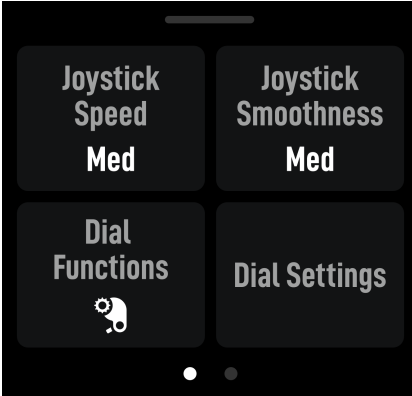 Joystick
Speed
Med
Joystick
Smoothness
Med
Dial
Functions
Dial Settings